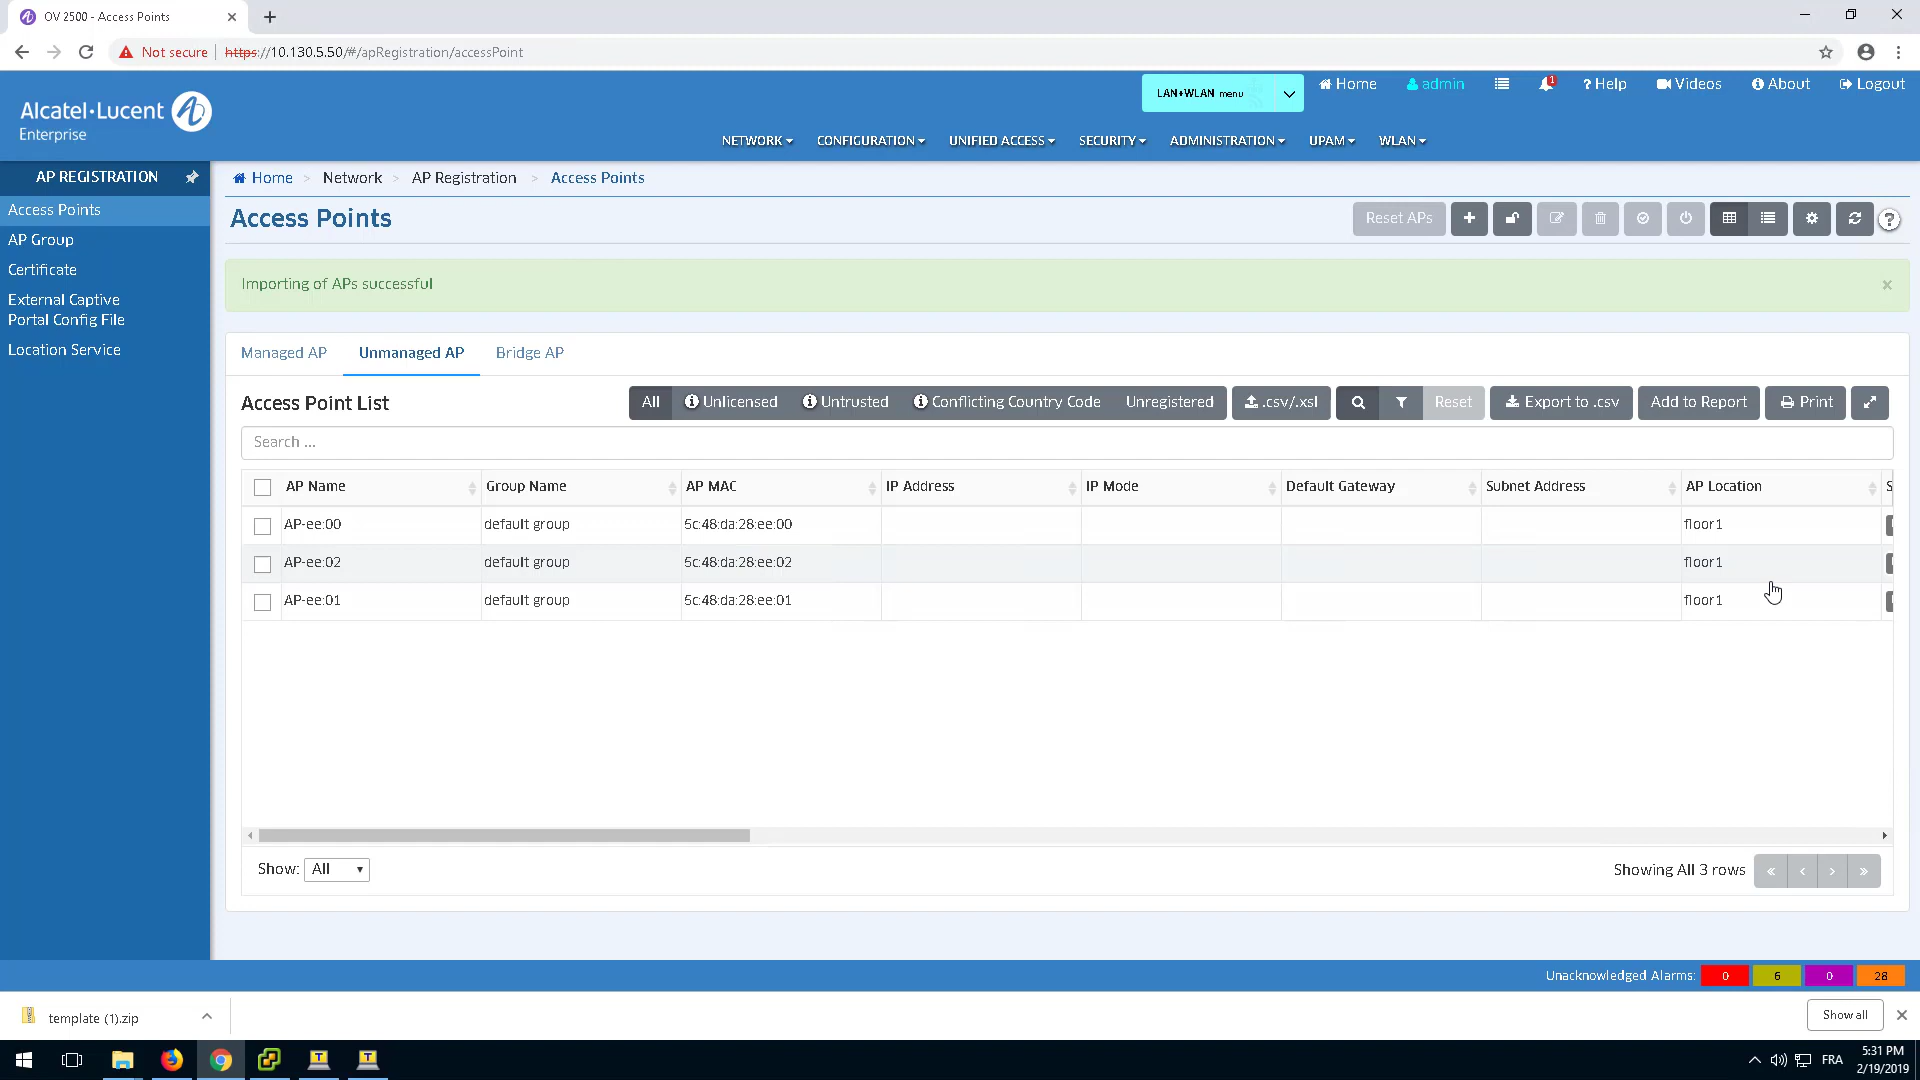 OV 2500 - Access Points
Not secure https://10.130.5.50/#/apRegistration/accessPoint
Alcatel·Lucent
Enterprise
LAN+WLAN menu
Home
admin
1
? Help
Videos
About
Logout
NETWORK CONFIGURATION UNIFIED ACCESS SECURITY ADMINISTRATION UPAM WLAN
AP REGISTRATION
Access Points
AP Group
Certificate
External Captive
Portal Config File
Location Service
Home > Network > AP Registration > Access Points
Access Points
Reset APs
?
Importing of APs successful
×
Managed AP Unmanaged AP Bridge AP
Access Point List
All Unlicensed Untrusted Conflicting Country Code Unregistered .csv/.xsl Reset Export to .csv Add to Report Print
Search ...
AP Name Group Name AP MAC IP Address IP Mode Default Gateway Subnet Address AP Location S
AP-ee:00 default group 5c:48:da:28:ee:00 floor1
AP-ee:02 default group 5c:48:da:28:ee:02 floor1
AP-ee:01 default group 5c:48:da:28:ee:01 floor1
Show: All
Showing All 3 rows « ‹ › »
Unacknowledged Alarms: 0 6 0 28
template (1).zip
Show all
FRA
5:31 PM
2/19/2019